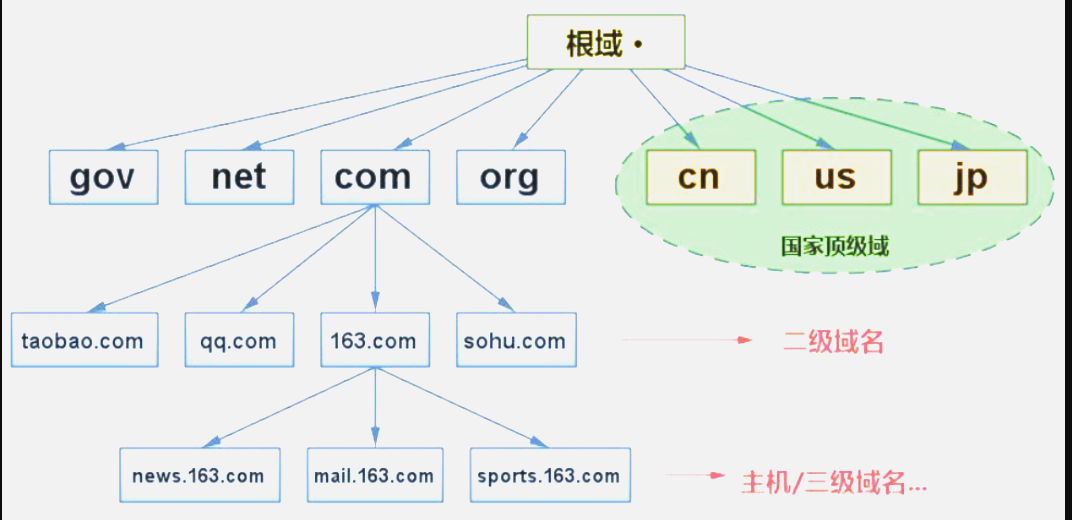 根域 ·
gov
net
com
org
cn
us
jp
国家顶级域
taobao.com
qq.com
163.com
sohu.com
二级域名
news.163.com
mail.163.com
sports.163.com
主机/三级域名...